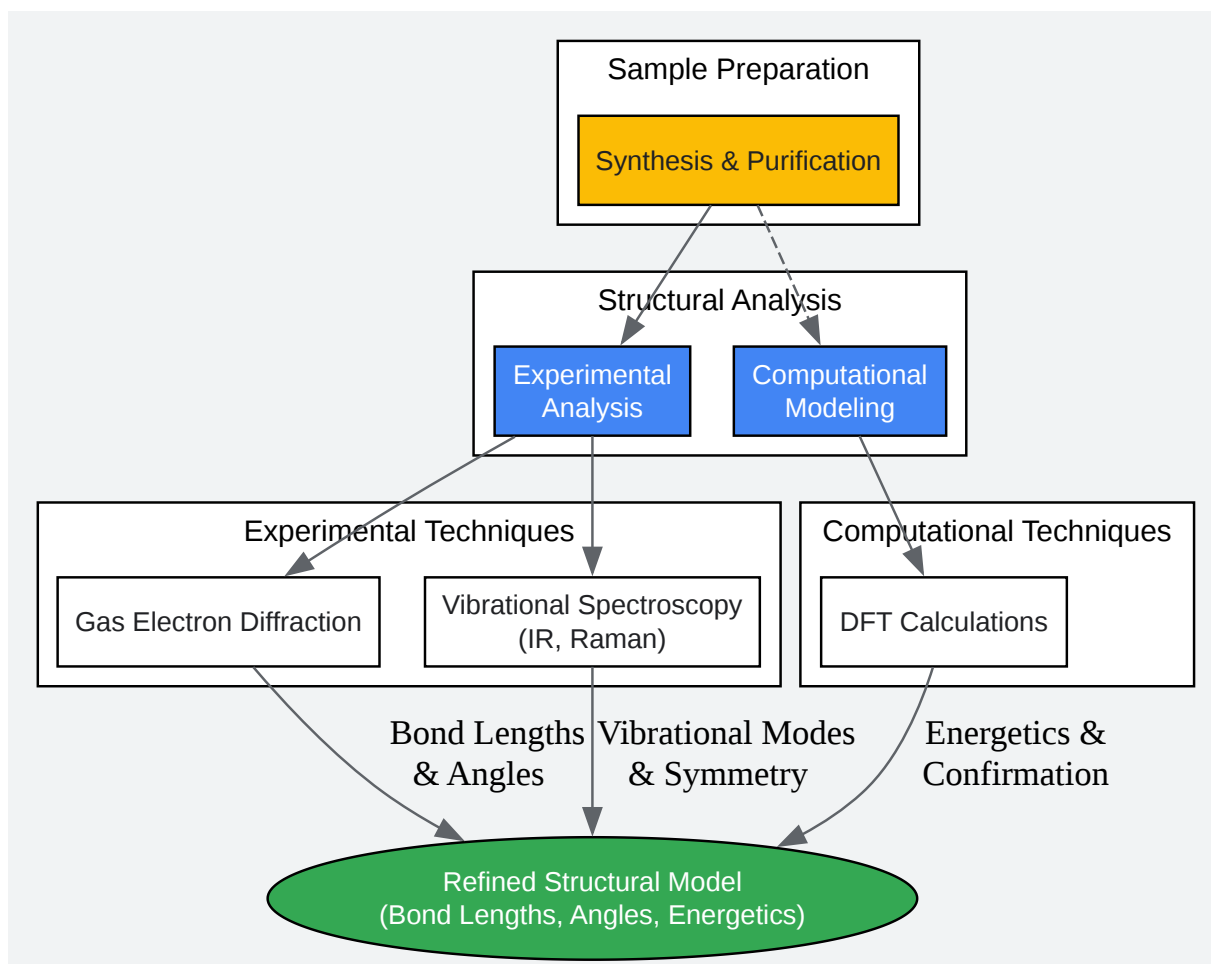 Sample Preparation
Synthesis & Purification
Structural Analysis
Experimental
Analysis
Computational
Modeling
Experimental Techniques
Computational Techniques
Gas Electron Diffraction
Vibrational Spectroscopy
(IR, Raman)
DFT Calculations
Bond Lengths
& Angles
Vibrational Modes
& Symmetry
Energetics &
Confirmation
Refined Structural Model
(Bond Lengths, Angles, Energetics)